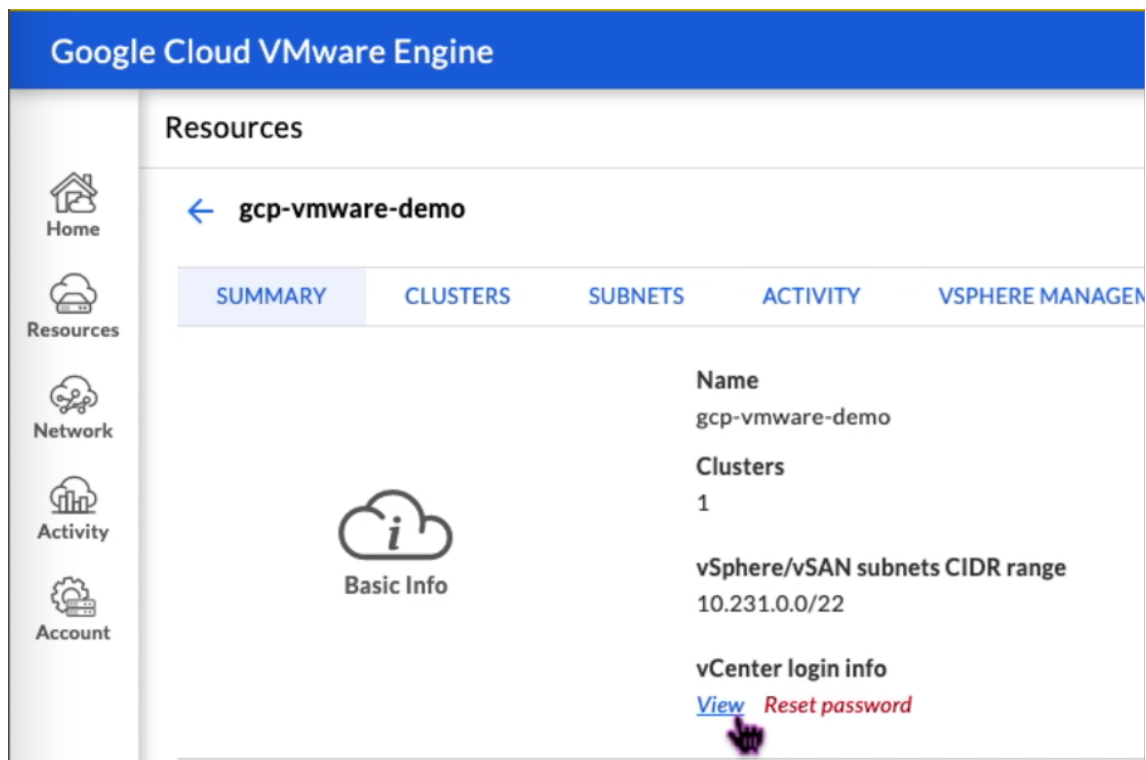 Google Cloud VMware Engine
Resources
Home
gcp-vmware-demo
SUMMARY CLUSTERS SUBNETS ACTIVITY VSPHERE MANAGEM
Resources
Name
gcp-vmware-demo
Network
Clusters
1
Activity
i
Basic Info
vSphere/vSAN subnets CIDR range
10.231.0.0/22
Account
vCenter login info
View Reset password